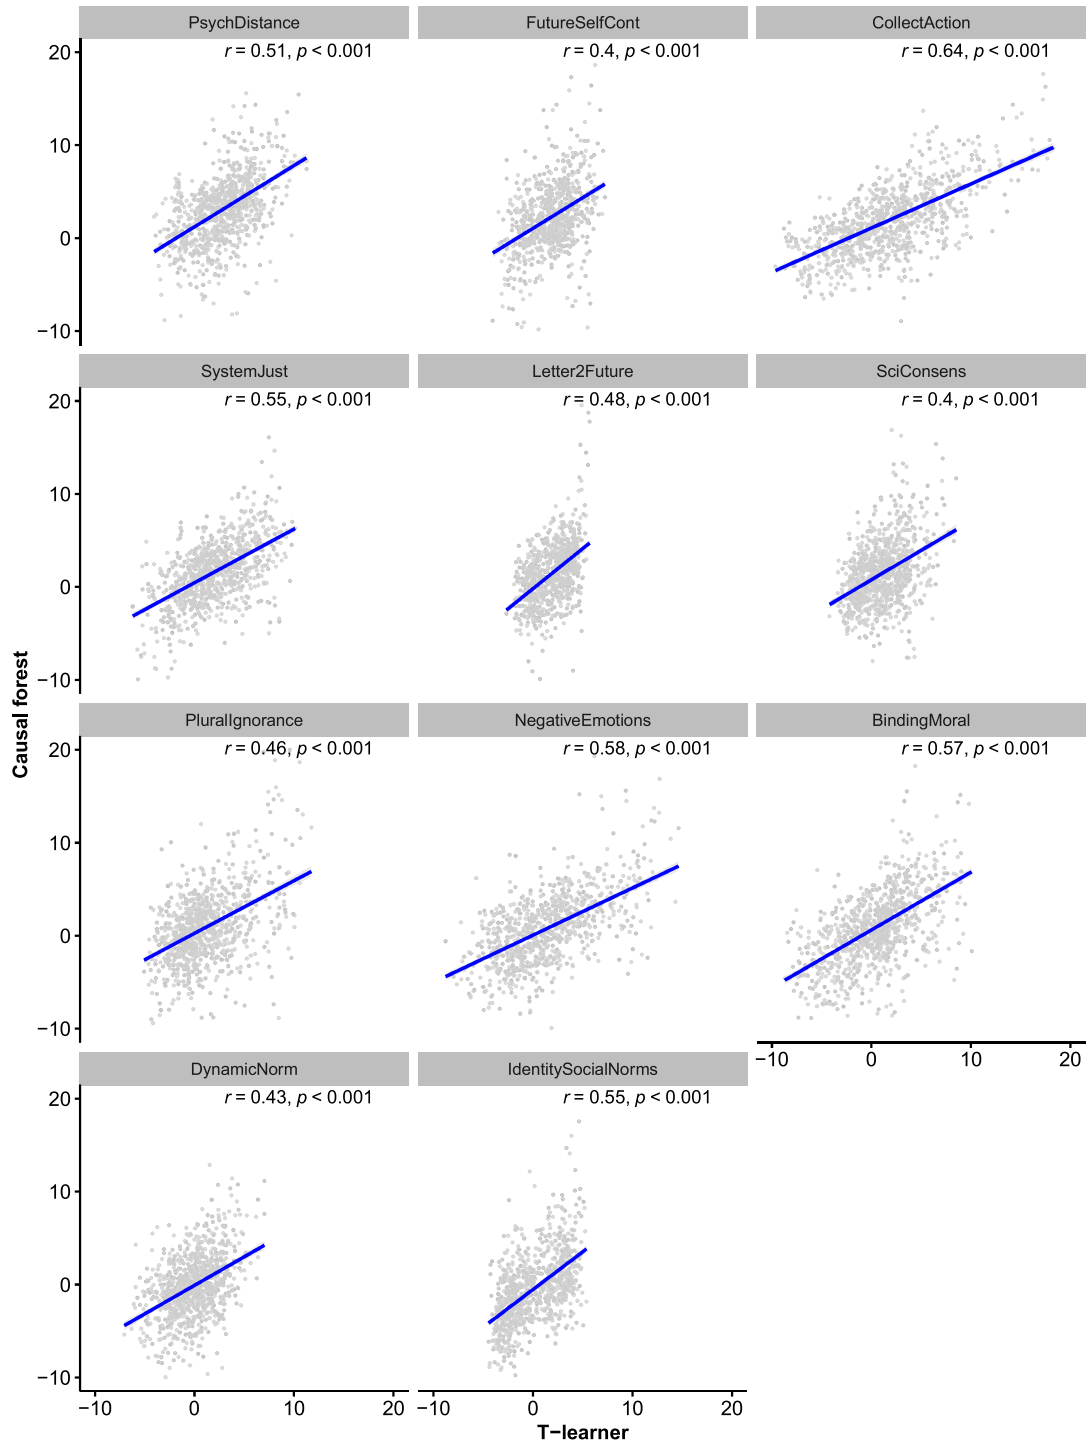 PsychDistance FutureSelfCont CollectAction
r = 0.51, p < 0.001 r = 0.4, p < 0.001 r = 0.64, p < 0.001
20
10
0
−10
SystemJust Letter2Future SciConsens
r = 0.55, p < 0.001 r = 0.48, p < 0.001 r = 0.4, p < 0.001
20
10
0
−10
Causal forest
PluralIgnorance NegativeEmotions BindingMoral
r = 0.46, p < 0.001 r = 0.58, p < 0.001 r = 0.57, p < 0.001
20
10
0
−10
−10 0 10 20
DynamicNorm IdentitySocialNorms
r = 0.43, p < 0.001 r = 0.55, p < 0.001
20
10
0
−10
−10 0 10 20 −10 0 10 20
T−learner